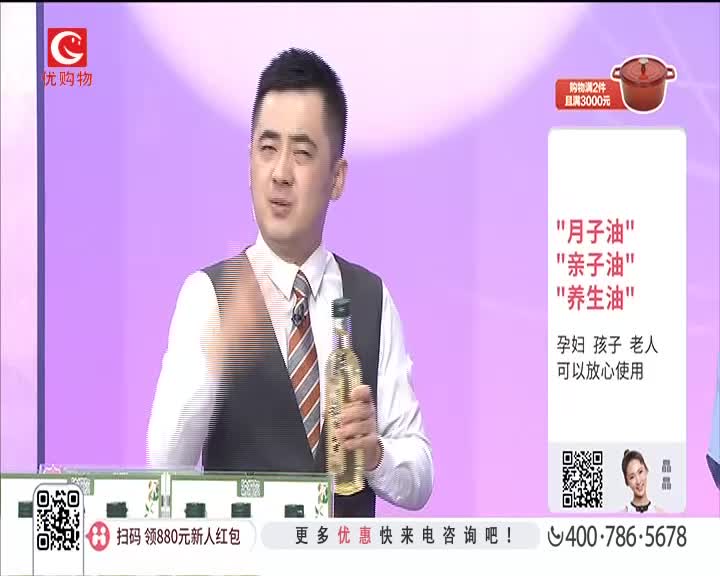 优购物
购物满2件
且满3000元
"月子油"
"亲子油"
"养生油"
孕妇 孩子 老人
可以放心使用
晶晶
扫码 领880元新人红包
更多优惠快来电咨询吧！
400-786-5678